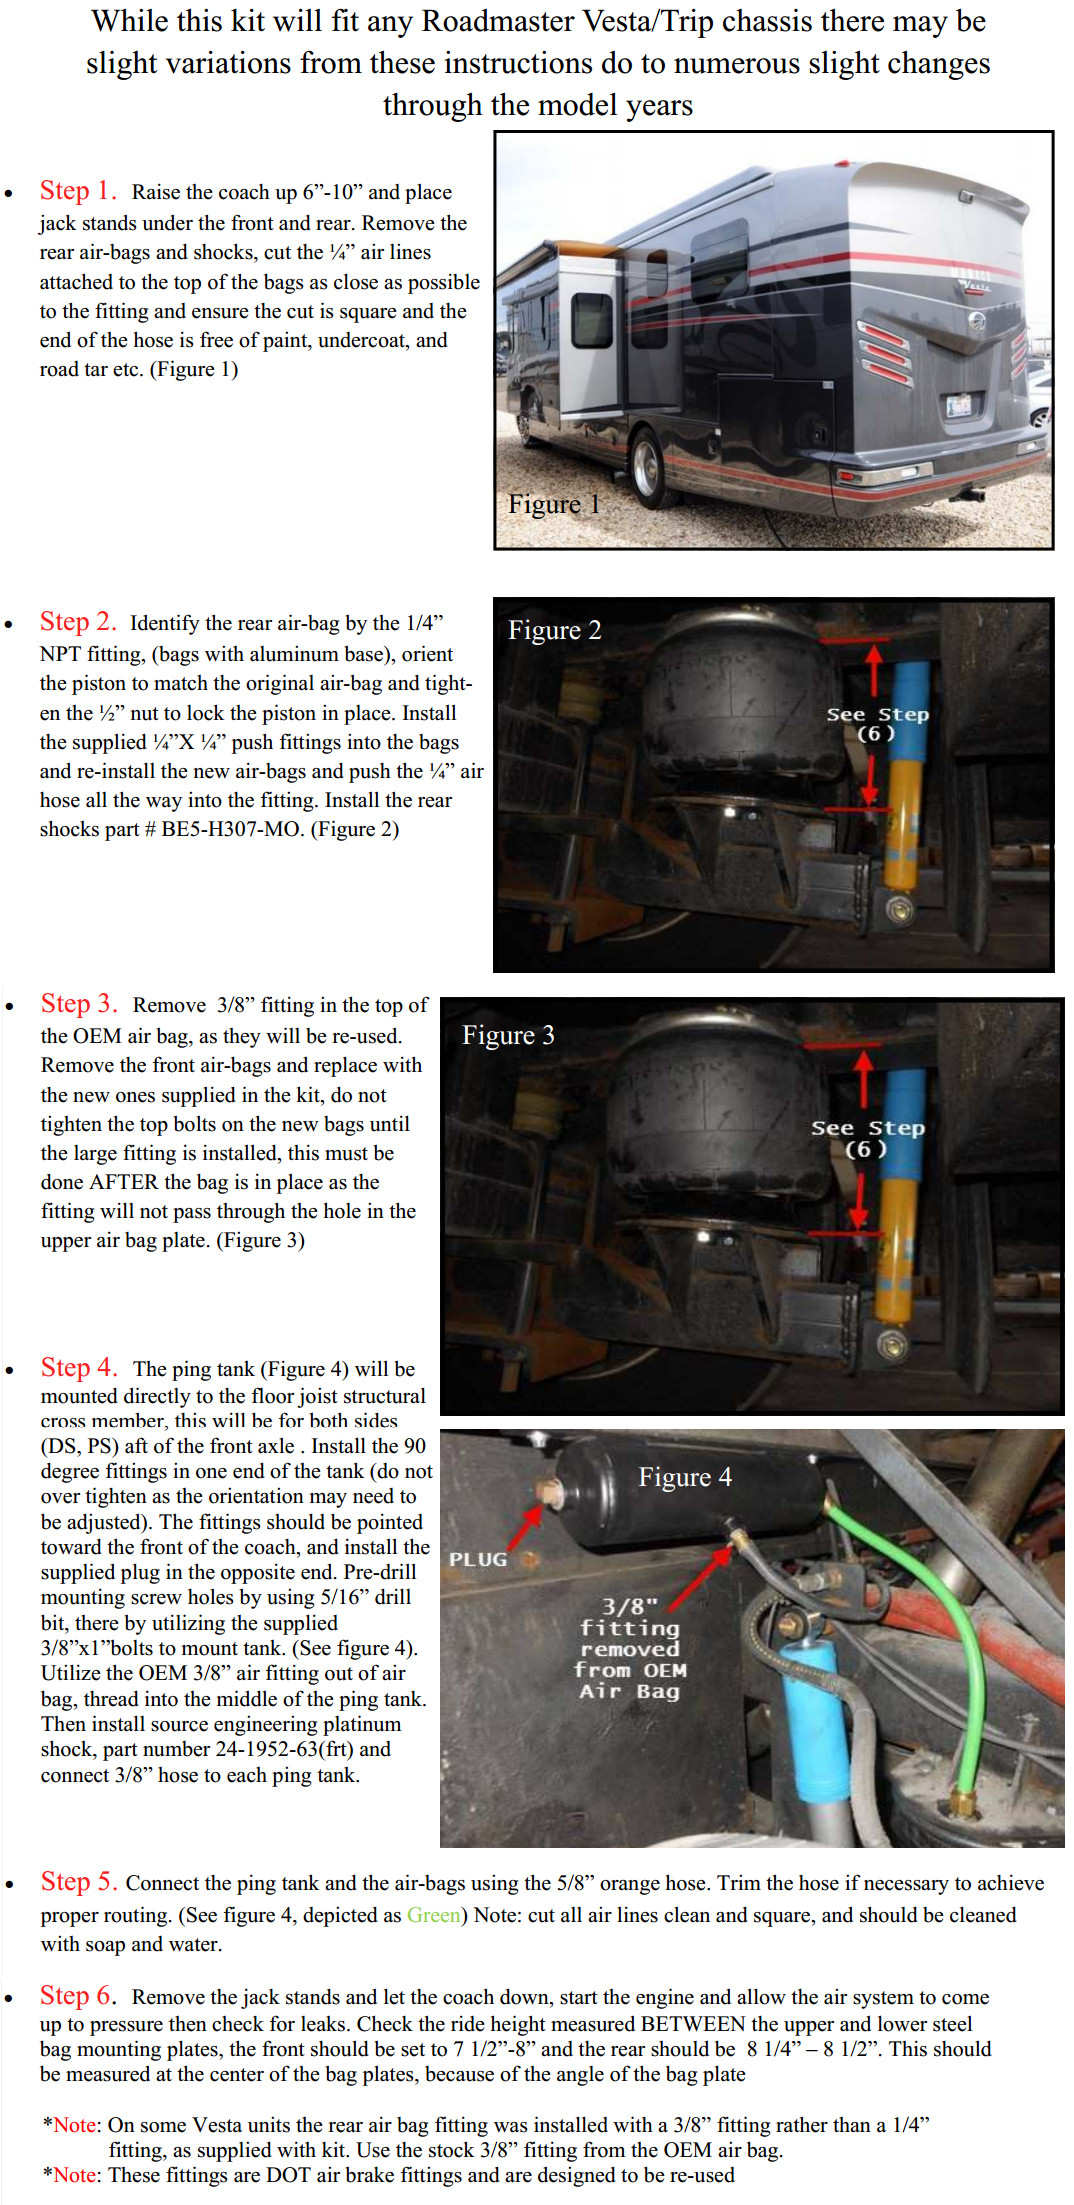 While this kit will fit any Roadmaster Vesta/Trip chassis there may be
slight variations from these instructions do to numerous slight changes
through the model years
• Step 1. Raise the coach up 6”-10” and place
jack stands under the front and rear. Remove the
rear air-bags and shocks, cut the ¼” air lines
attached to the top of the bags as close as possible
to the fitting and ensure the cut is square and the
end of the hose is free of paint, undercoat, and
road tar etc. (Figure 1)
Vesta
Figure 1
• Step 2. Identify the rear air-bag by the 1/4”
NPT fitting, (bags with aluminum base), orient
the piston to match the original air-bag and tight-
en the ½” nut to lock the piston in place. Install
the supplied ¼”X ¼” push fittings into the bags
and re-install the new air-bags and push the ¼” air
hose all the way into the fitting. Install the rear
shocks part # BE5-H307-MO. (Figure 2)
Figure 2
See Step
(6)
• Step 3. Remove 3/8” fitting in the top of
the OEM air bag, as they will be re-used.
Remove the front air-bags and replace with
the new ones supplied in the kit, do not
tighten the top bolts on the new bags until
the large fitting is installed, this must be
done AFTER the bag is in place as the
fitting will not pass through the hole in the
upper air bag plate. (Figure 3)
Figure 3
See Step
(6)
• Step 4. The ping tank (Figure 4) will be
mounted directly to the floor joist structural
cross member, this will be for both sides
(DS, PS) aft of the front axle . Install the 90
degree fittings in one end of the tank (do not
over tighten as the orientation may need to
be adjusted). The fittings should be pointed
toward the front of the coach, and install the
supplied plug in the opposite end. Pre-drill
mounting screw holes by using 5/16” drill
bit, there by utilizing the supplied
3/8”x1”bolts to mount tank. (See figure 4).
Utilize the OEM 3/8” air fitting out of air
bag, thread into the middle of the ping tank.
Then install source engineering platinum
shock, part number 24-1952-63(frt) and
connect 3/8” hose to each ping tank.
Figure 4
PLUG
3/8"
fitting
removed
from OEM
Air Bag
• Step 5. Connect the ping tank and the air-bags using the 5/8” orange hose. Trim the hose if necessary to achieve
proper routing. (See figure 4, depicted as Green) Note: cut all air lines clean and square, and should be cleaned
with soap and water.
• Step 6. Remove the jack stands and let the coach down, start the engine and allow the air system to come
up to pressure then check for leaks. Check the ride height measured BETWEEN the upper and lower steel
bag mounting plates, the front should be set to 7 1/2”-8” and the rear should be 8 1/4” – 8 1/2”. This should
be measured at the center of the bag plates, because of the angle of the bag plate
*Note: On some Vesta units the rear air bag fitting was installed with a 3/8” fitting rather than a 1/4”
fitting, as supplied with kit. Use the stock 3/8” fitting from the OEM air bag.
*Note: These fittings are DOT air brake fittings and are designed to be re-used